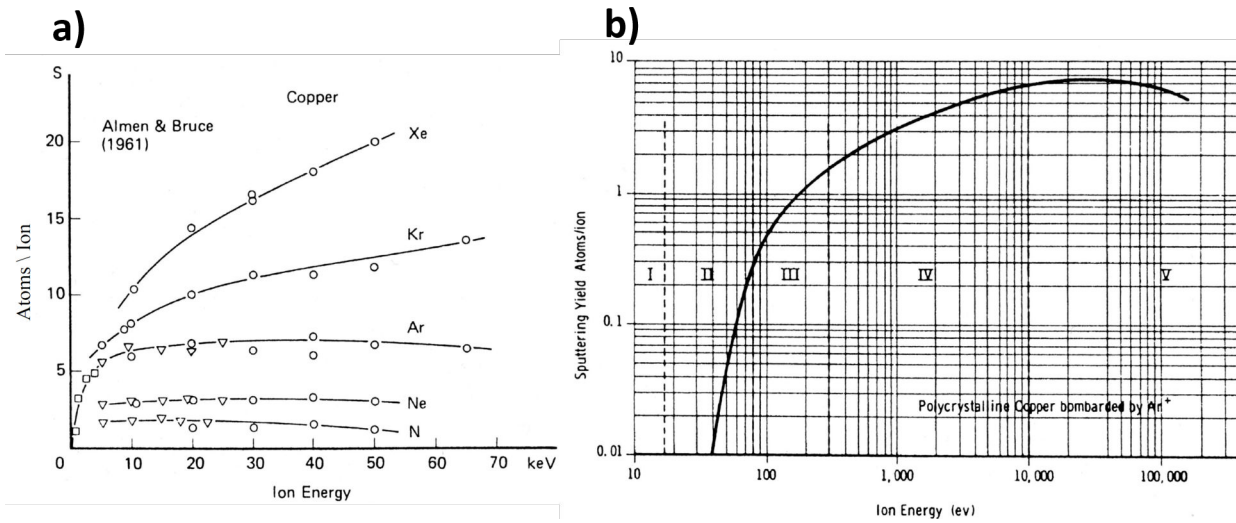 a)
S
Copper
Almen & Bruce
(1961)
Xe
20
15
Kr
Atoms \ Ion
10
Ar
5
Ne
N
0 10 20 30 40 50 60 70 keV
Ion Energy
b)
10
1
I II III IV V
0.1
Sputtering Yield Atoms/ion
Polycrystalline Copper bombarded by Ar+
0.01
10 100 1,000 10,000 100,000
Ion Energy (ev)